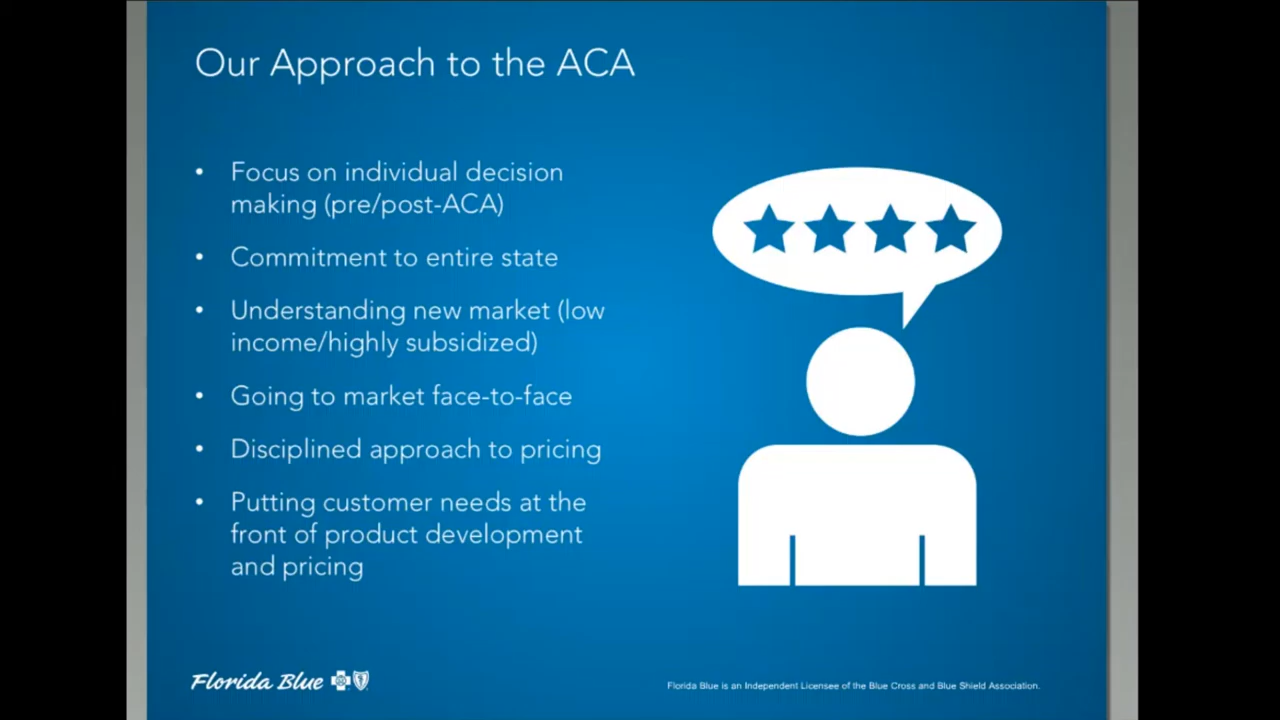 Our Approach to the ACA
• Focus on individual decision
making (pre/post-ACA)
• Commitment to entire state
• Understanding new market (low
income/highly subsidized)
• Going to market face-to-face
• Disciplined approach to pricing
• Putting customer needs at the
front of product development
and pricing
Florida Blue
Florida Blue is an Independent Licensee of the Blue Cross and Blue Shield Association.